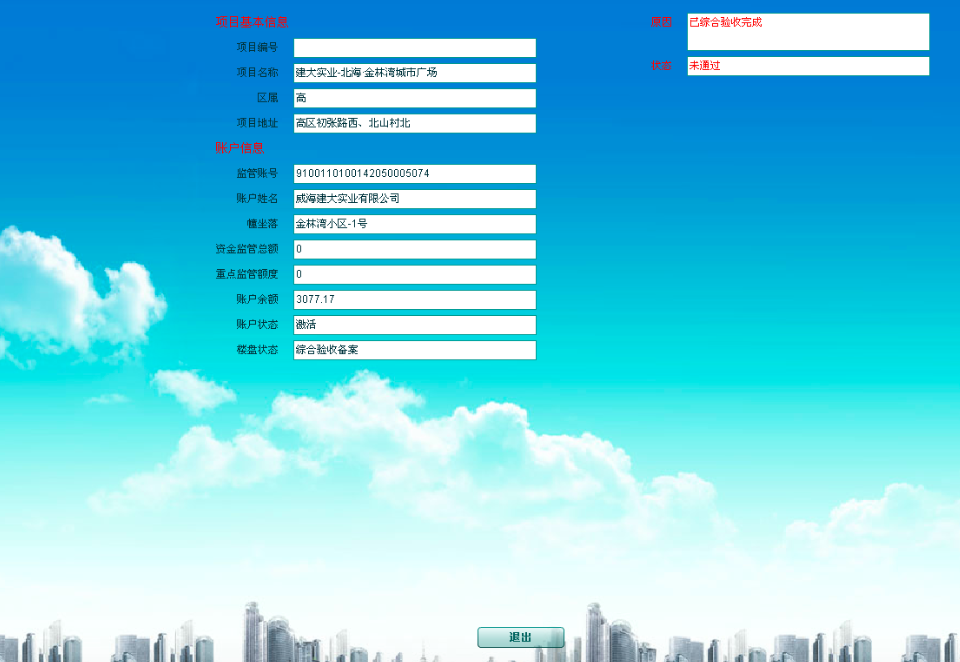 项目基本信息
项目编号
项目名称 建大实业-北海·金林湾城市广场
区属 高
项目地址 高区初张路西、北山村北
账户信息
监管账号 9100110100142050005074
账户姓名 威海建大实业有限公司
幢坐落 金林湾小区-1号
资金监管总额 0
重点监管额度 0
账户余额 3077.17
账户状态 激活
楼盘状态 综合验收备案
原因 已综合验收完成
状态 未通过
退出